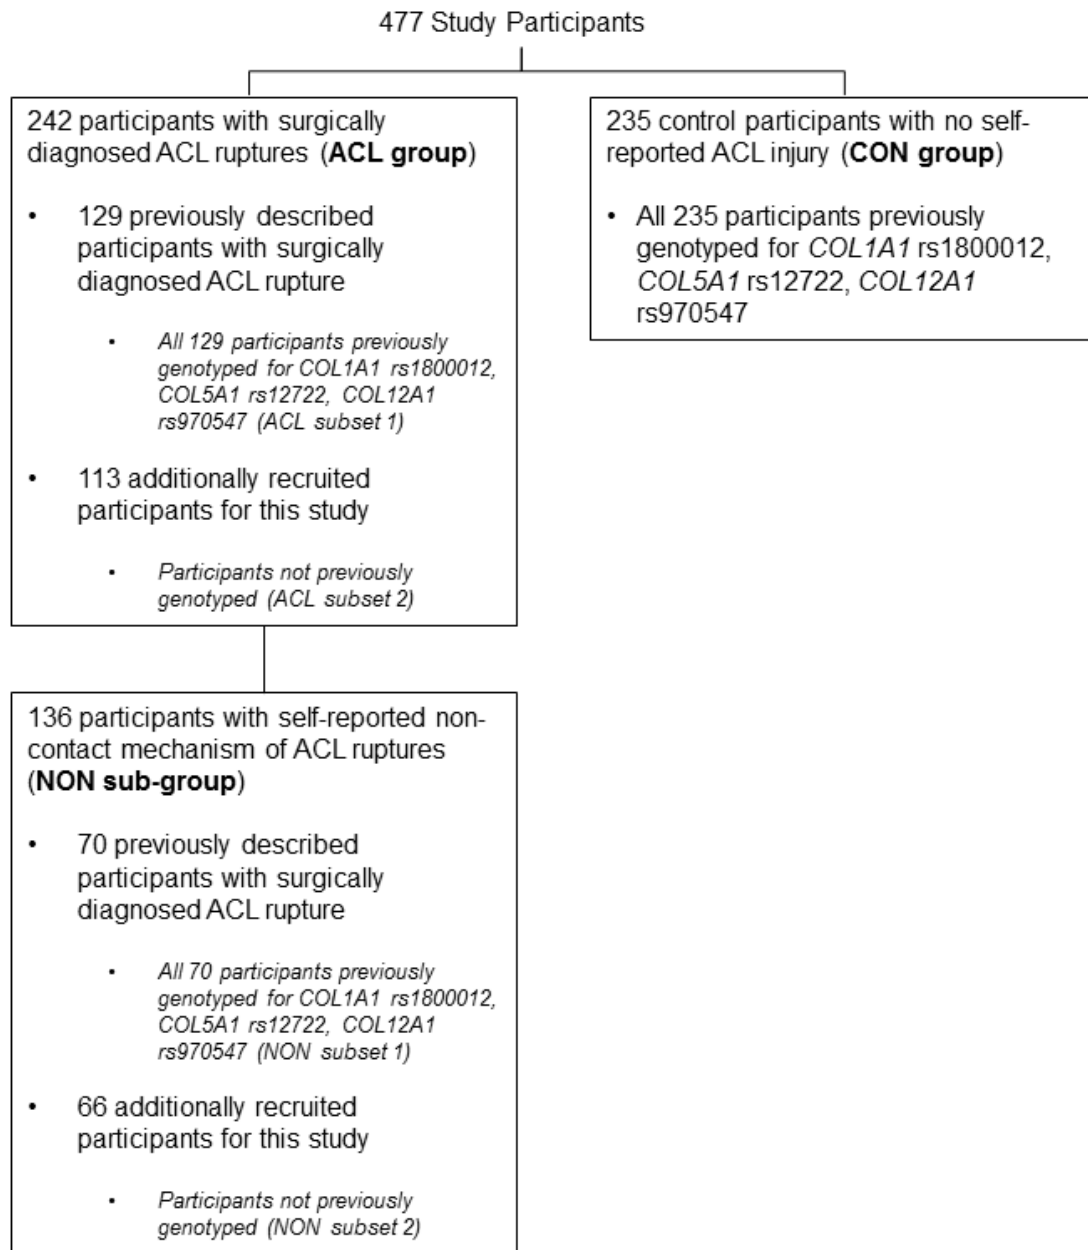 477 Study Participants
242 participants with surgically
diagnosed ACL ruptures (ACL group)
• 129 previously described
participants with surgically
diagnosed ACL rupture
• All 129 participants previously
genotyped for COL1A1 rs1800012,
COL5A1 rs12722, COL12A1
rs970547 (ACL subset 1)
• 113 additionally recruited
participants for this study
• Participants not previously
genotyped (ACL subset 2)
235 control participants with no self-
reported ACL injury (CON group)
• All 235 participants previously
genotyped for COL1A1 rs1800012,
COL5A1 rs12722, COL12A1
rs970547
136 participants with self-reported non-
contact mechanism of ACL ruptures
(NON sub-group)
• 70 previously described
participants with surgically
diagnosed ACL rupture
• All 70 participants previously
genotyped for COL1A1 rs1800012,
COL5A1 rs12722, COL12A1
rs970547 (NON subset 1)
• 66 additionally recruited
participants for this study
• Participants not previously
genotyped (NON subset 2)